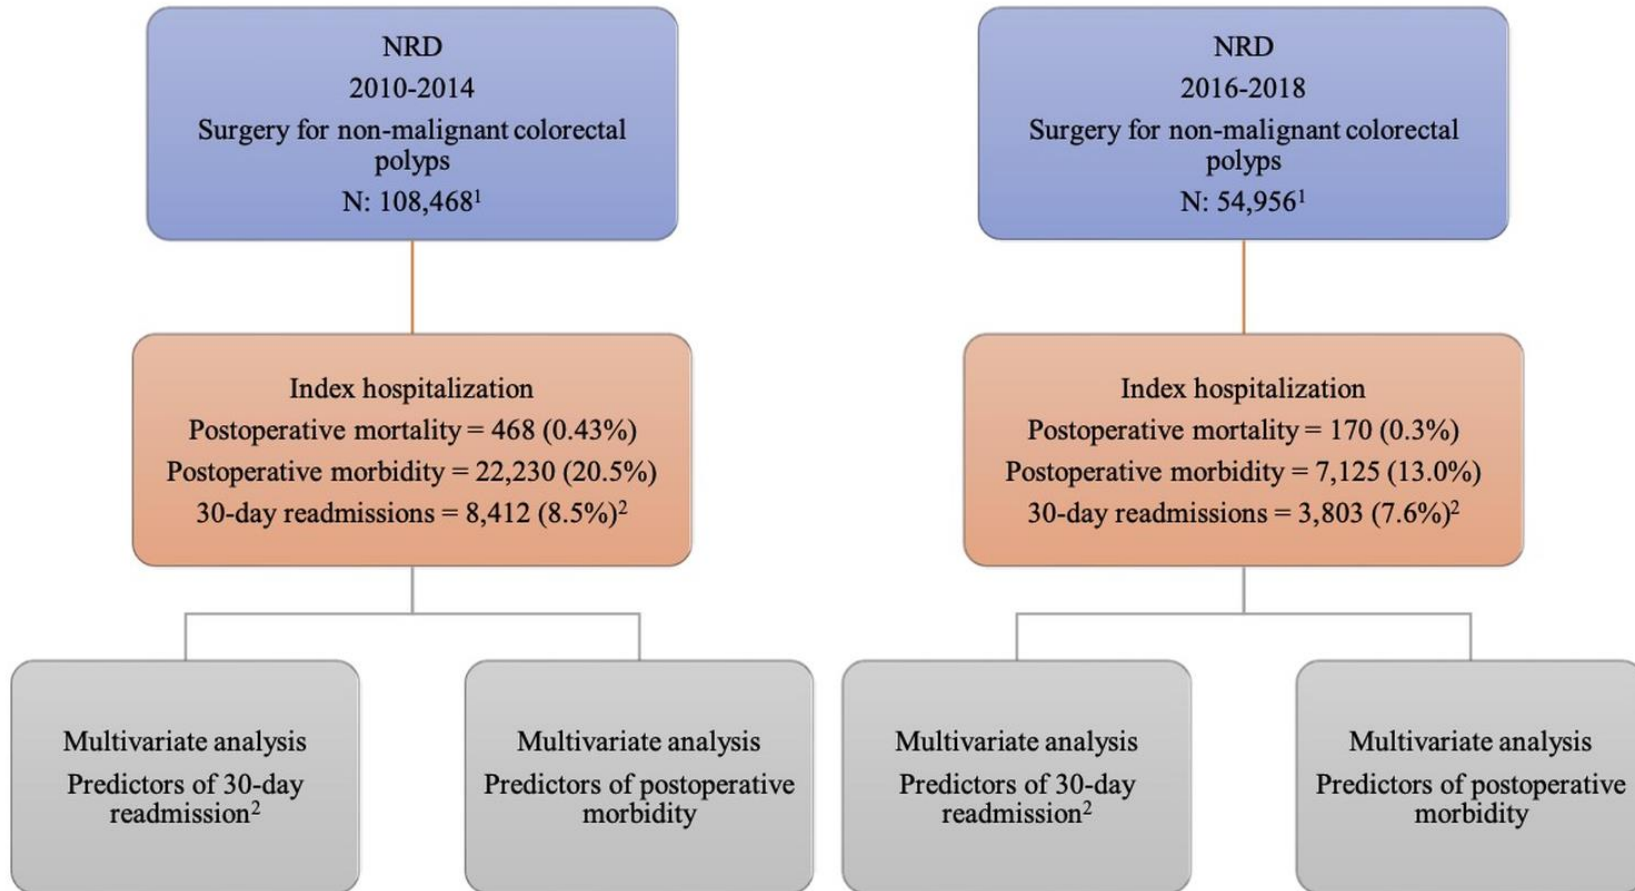 NRD
2010-2014
Surgery for non-malignant colorectal
polyps
N: 108,468¹
Index hospitalization
Postoperative mortality = 468 (0.43%)
Postoperative morbidity = 22,230 (20.5%)
30-day readmissions = 8,412 (8.5%)²
Multivariate analysis
Predictors of 30-day
readmission²
Multivariate analysis
Predictors of postoperative
morbidity
NRD
2016-2018
Surgery for non-malignant colorectal
polyps
N: 54,956¹
Index hospitalization
Postoperative mortality = 170 (0.3%)
Postoperative morbidity = 7,125 (13.0%)
30-day readmissions = 3,803 (7.6%)²
Multivariate analysis
Predictors of 30-day
readmission²
Multivariate analysis
Predictors of postoperative
morbidity